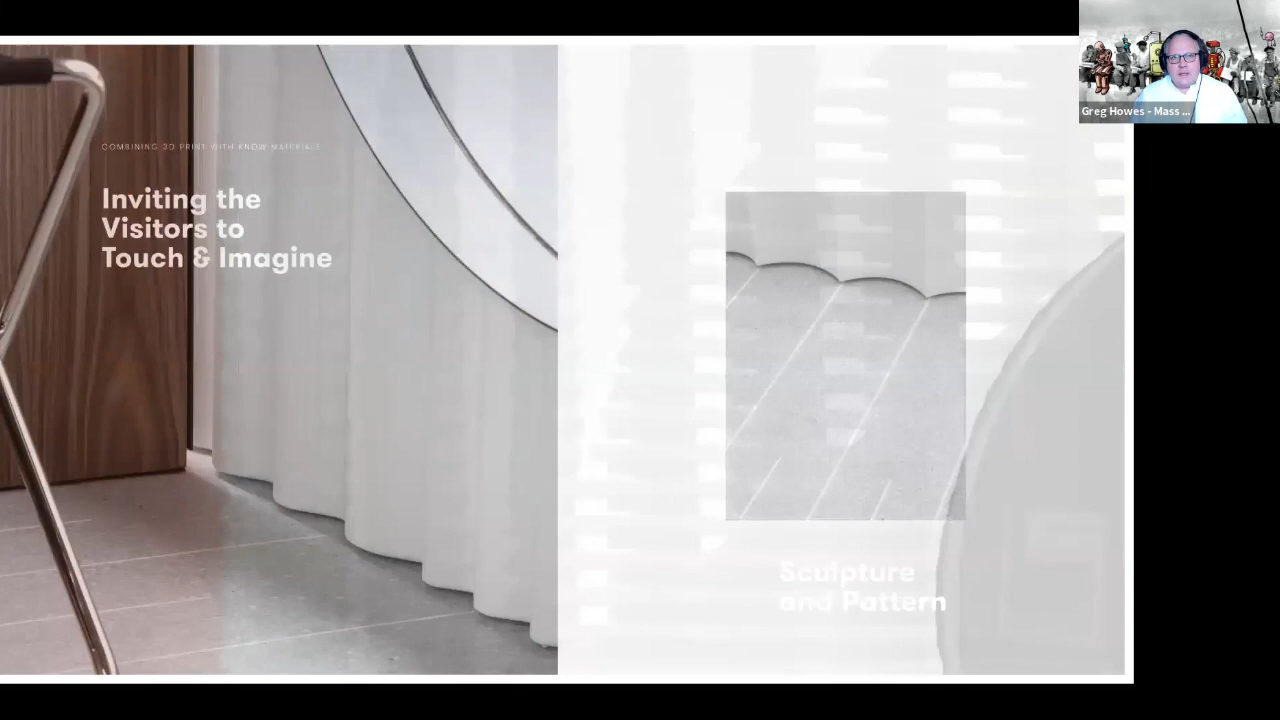 COMBINING 3D PRINT WITH KNOW MATERIALS
Inviting the
Visitors to
Touch & Imagine
Sculpture
and Pattern
Greg Howes - Mass ...